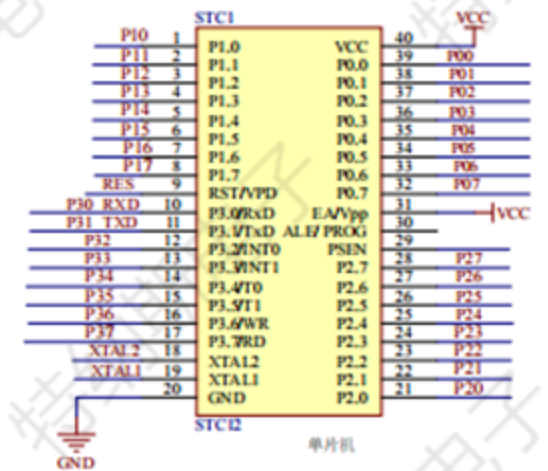 STC1
VCC
P10 1 P1.0 VCC 40
P11 2 P1.1 P0.0 39 P00
P12 3 P1.2 P0.1 38 P01
P13 4 P1.3 P0.2 37 P02
P14 5 P1.4 P0.3 36 P03
P15 6 P1.5 P0.4 35 P04
P16 7 P1.6 P0.5 34 P05
P17 8 P1.7 P0.6 33 P06
RES 9 RST/VPD P0.7 32 P07
P30 RXD 10 P3.0/RxD EA/Vpp 31 VCC
P31 TXD 11 P3.1/TxD ALE/ PROG 30
P32 12 P3.2/INT0 PSEN 29
P33 13 P3.3/INT1 P2.7 28 P27
P34 14 P3.4/T0 P2.6 27 P26
P35 15 P3.5/T1 P2.5 26 P25
P36 16 P3.6/WR P2.4 25 P24
P37 17 P3.7/RD P2.3 24 P23
XTAL2 18 XTAL2 P2.2 23 P22
XTAL1 19 XTAL1 P2.1 22 P21
20 GND P2.0 21 P20
STC12
单片机
GND